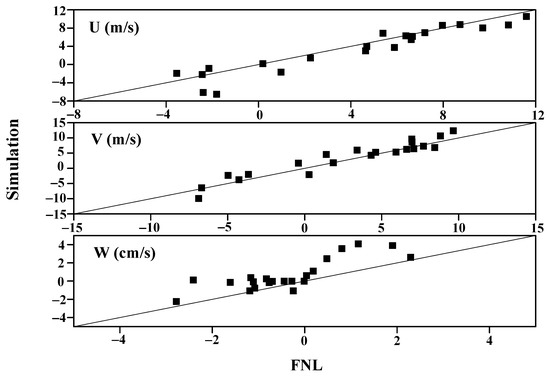 12
8
4
0
−4
−8
U (m/s)
−8 −4 0 4 8 12
15
10
5
0
−5
−10
−15
V (m/s)
−15 −10 −5 0 5 10 15
Simulation
4
2
0
−2
−4
W (cm/s)
−4 −2 0 2 4
FNL